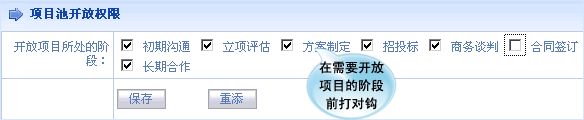 项目池开放权限
开放项目所处的阶段： 初期沟通 立项评估 方案制定 招投标 商务谈判 合同签订
长期合作
在需要开放
项目的阶段
前打对钩
保存 重添